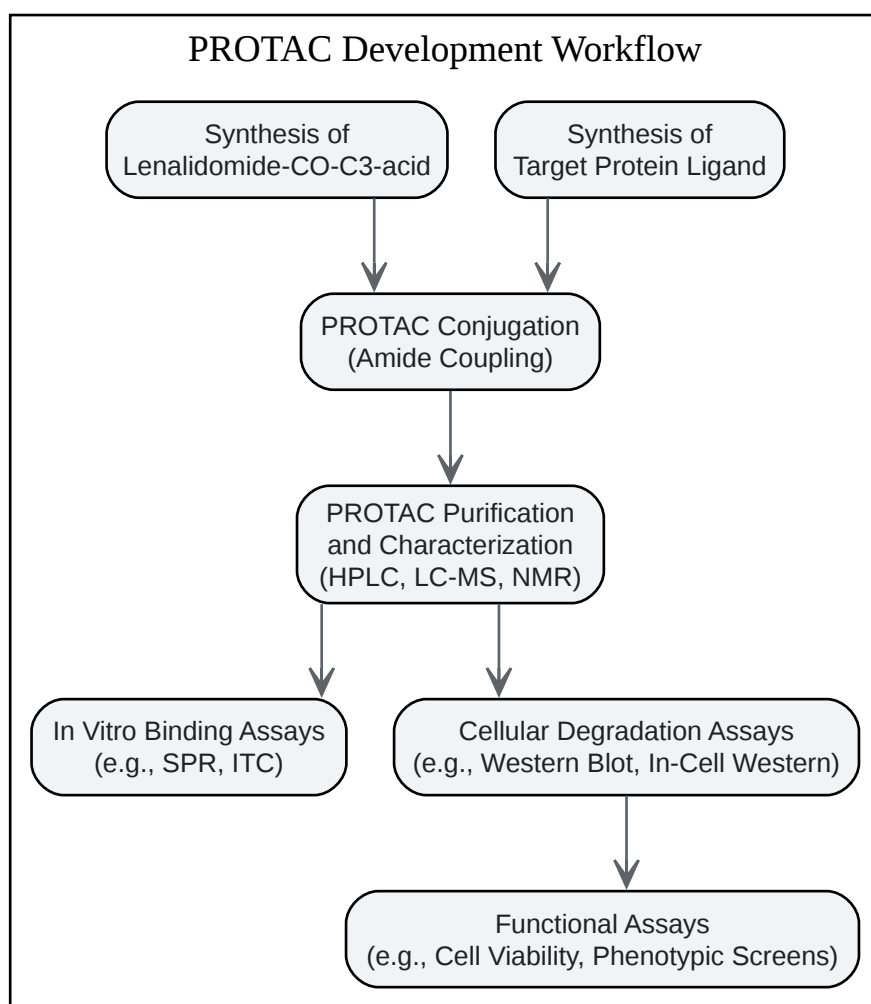 PROTAC Development Workflow
Synthesis of
Lenalidomide-CO-C3-acid
Synthesis of
Target Protein Ligand
PROTAC Conjugation
(Amide Coupling)
PROTAC Purification
and Characterization
(HPLC, LC-MS, NMR)
In Vitro Binding Assays
(e.g., SPR, ITC)
Cellular Degradation Assays
(e.g., Western Blot, In-Cell Western)
Functional Assays
(e.g., Cell Viability, Phenotypic Screens)